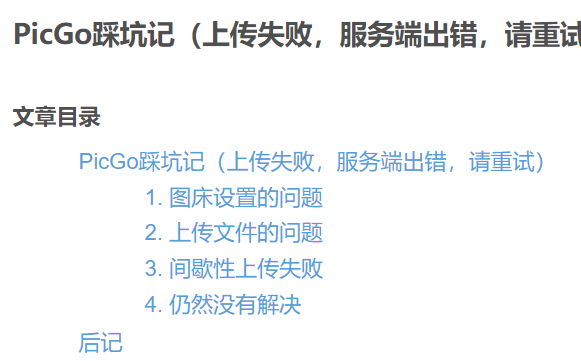 PicGo踩坑记（上传失败，服务端出错，请重试
文章目录
PicGo踩坑记（上传失败，服务端出错，请重试）
1. 图床设置的问题
2. 上传文件的问题
3. 间歇性上传失败
4. 仍然没有解决
后记